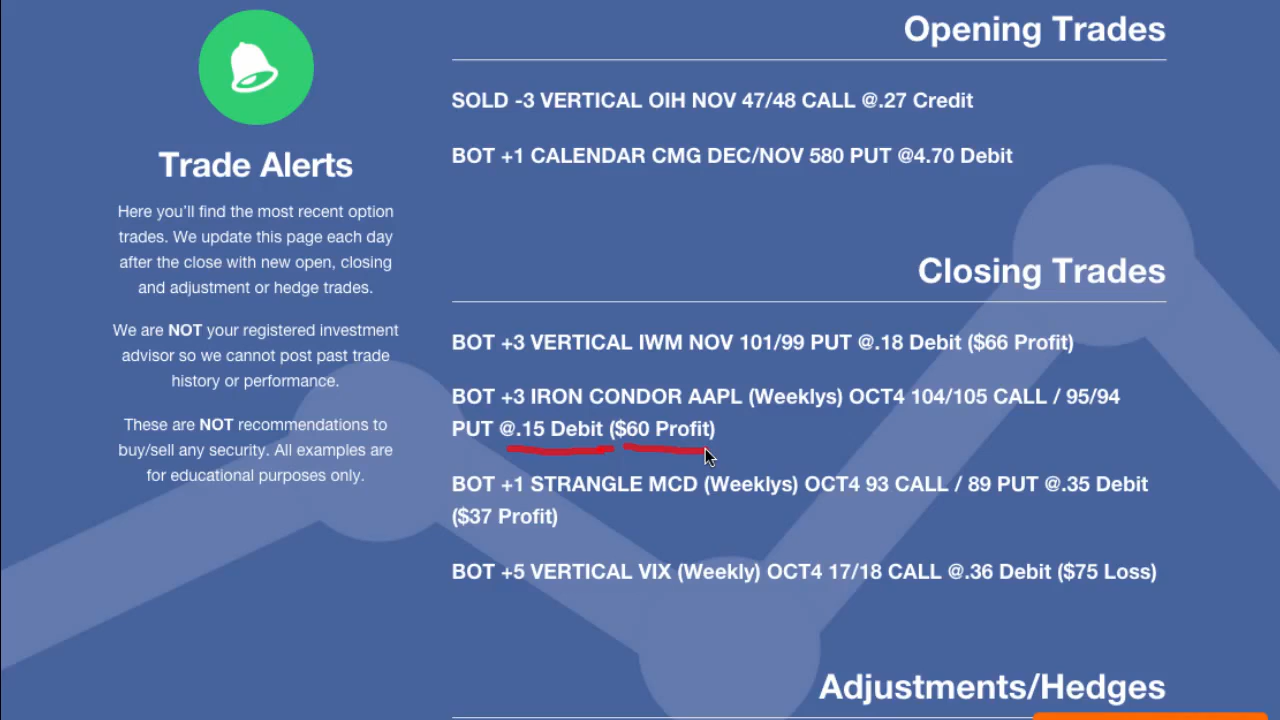 Trade Alerts
Here you’ll find the most recent option
trades. We update this page each day
after the close with new open, closing
and adjustment or hedge trades.
We are NOT your registered investment
advisor so we cannot post past trade
history or performance.
These are NOT recommendations to
buy/sell any security. All examples are
for educational purposes only.
Opening Trades
SOLD -3 VERTICAL OIH NOV 47/48 CALL @.27 Credit
BOT +1 CALENDAR CMG DEC/NOV 580 PUT @4.70 Debit
Closing Trades
BOT +3 VERTICAL IWM NOV 101/99 PUT @.18 Debit ($66 Profit)
BOT +3 IRON CONDOR AAPL (Weeklys) OCT4 104/105 CALL / 95/94
PUT @.15 Debit ($60 Profit)
BOT +1 STRANGLE MCD (Weeklys) OCT4 93 CALL / 89 PUT @.35 Debit
($37 Profit)
BOT +5 VERTICAL VIX (Weekly) OCT4 17/18 CALL @.36 Debit ($75 Loss)
Adjustments/Hedges